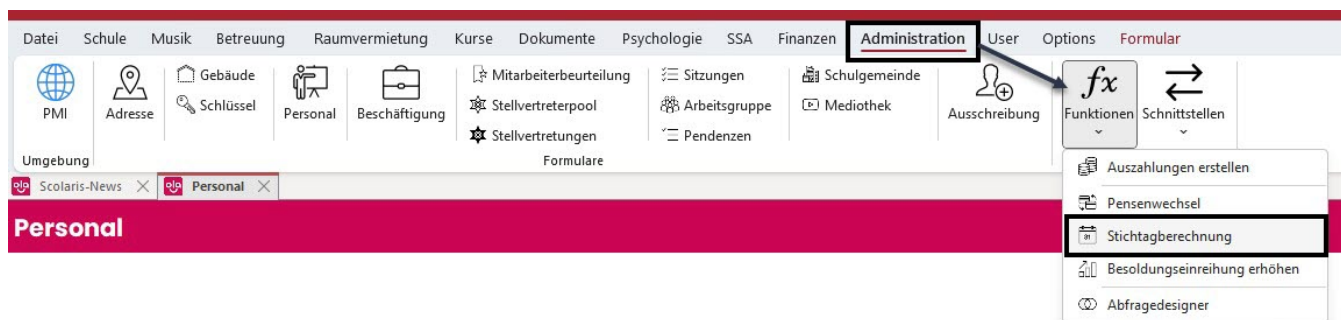 Datei Schule Musik Betreuung Raumvermietung Kurse Dokumente Psychologie SSA Finanzen Administration User Options Formular
Gebäude Mitarbeiterbeurteilung Sitzungen Schulgemeinde
Schlüssel Stellvertreterpool Arbeitsgruppe Mediothek
PMI Adresse Personal Beschäftigung Ausschreibung Funktionen Schnittstellen
Stellvertretungen Pendenzen
Umgebung Formulare
Auszahlungen erstellen
Scolaris-News Personal
Pensenwechsel
Personal
Stichtagberechnung
Besoldungseinreihung erhöhen
Abfragedesigner